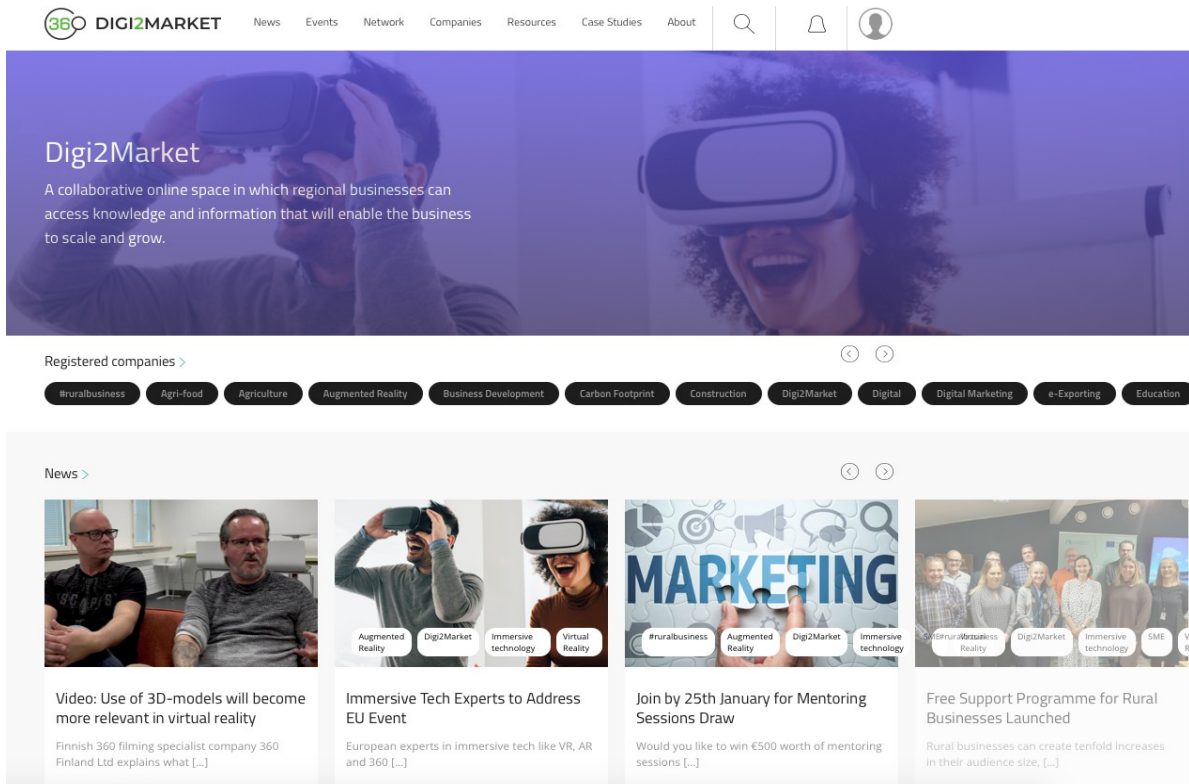 360 DIGI2MARKET
News
Events
Network
Companies
Resources
Case Studies
About
Digi2Market
A collaborative online space in which regional businesses can
access knowledge and information that will enable the business
to scale and grow.
Registered companies >
#ruralbusiness
Agri-food
Agriculture
Augmented Reality
Business Development
Carbon Footprint
Construction
Digi2Market
Digital
Digital Marketing
e-Exporting
Education
News >
MARKETING
Augmented
Reality
Digi2Market
Immersive
technology
Virtual
Reality
#ruralbusiness
Augmented
Reality
Digi2Market
Immersive
technology
SME
#ruralbusiness
Virtual
Reality
Digi2Market
Immersive
technology
SME
Video: Use of 3D-models will become
more relevant in virtual reality
Finnish 360 filming specialist company 360
Finland Ltd explains what [...]
Immersive Tech Experts to Address
EU Event
European experts in immersive tech like VR, AR
and 360 [...]
Join by 25th January for Mentoring
Sessions Draw
Would you like to win €500 worth of mentoring
sessions [...]
Free Support Programme for Rural
Businesses Launched
Rural businesses can create tenfold increases
in their audience size, [...]